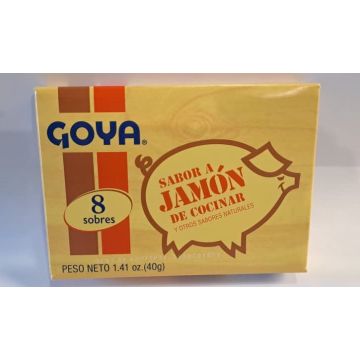 GOYA®
8
sobres
SABOR A
JAMÓN
DE COCINAR
Y OTROS SABORES NATURALES
PESO NETO 1.41 oz.(40g)